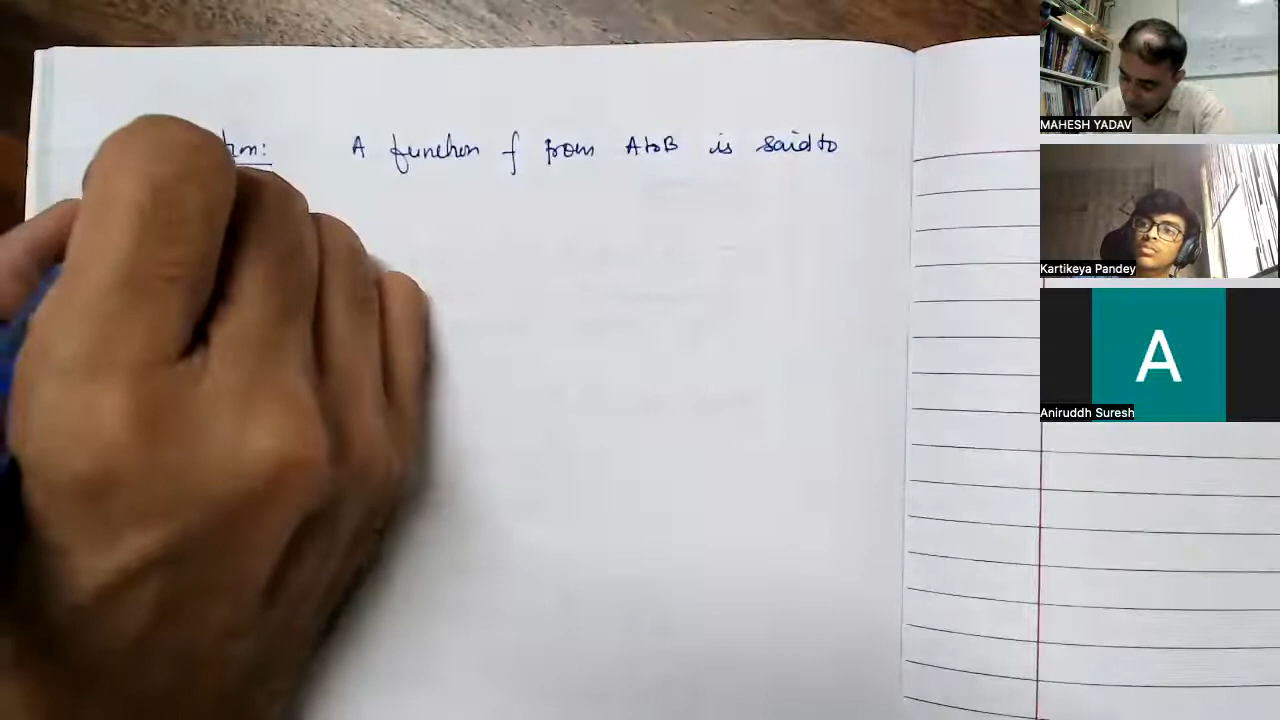 A function f from A to B is said to
MAHESH YADAV
Kartikeya Pandey
A
Aniruddh Suresh